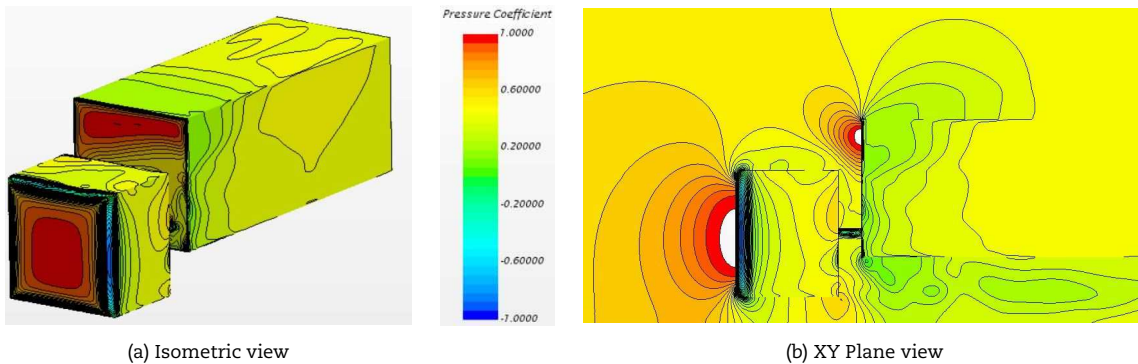 Pressure Coefficient
1.0000
0.60000
0.20000
-0.20000
-0.60000
-1.0000
(a) Isometric view
(b) XY Plane view